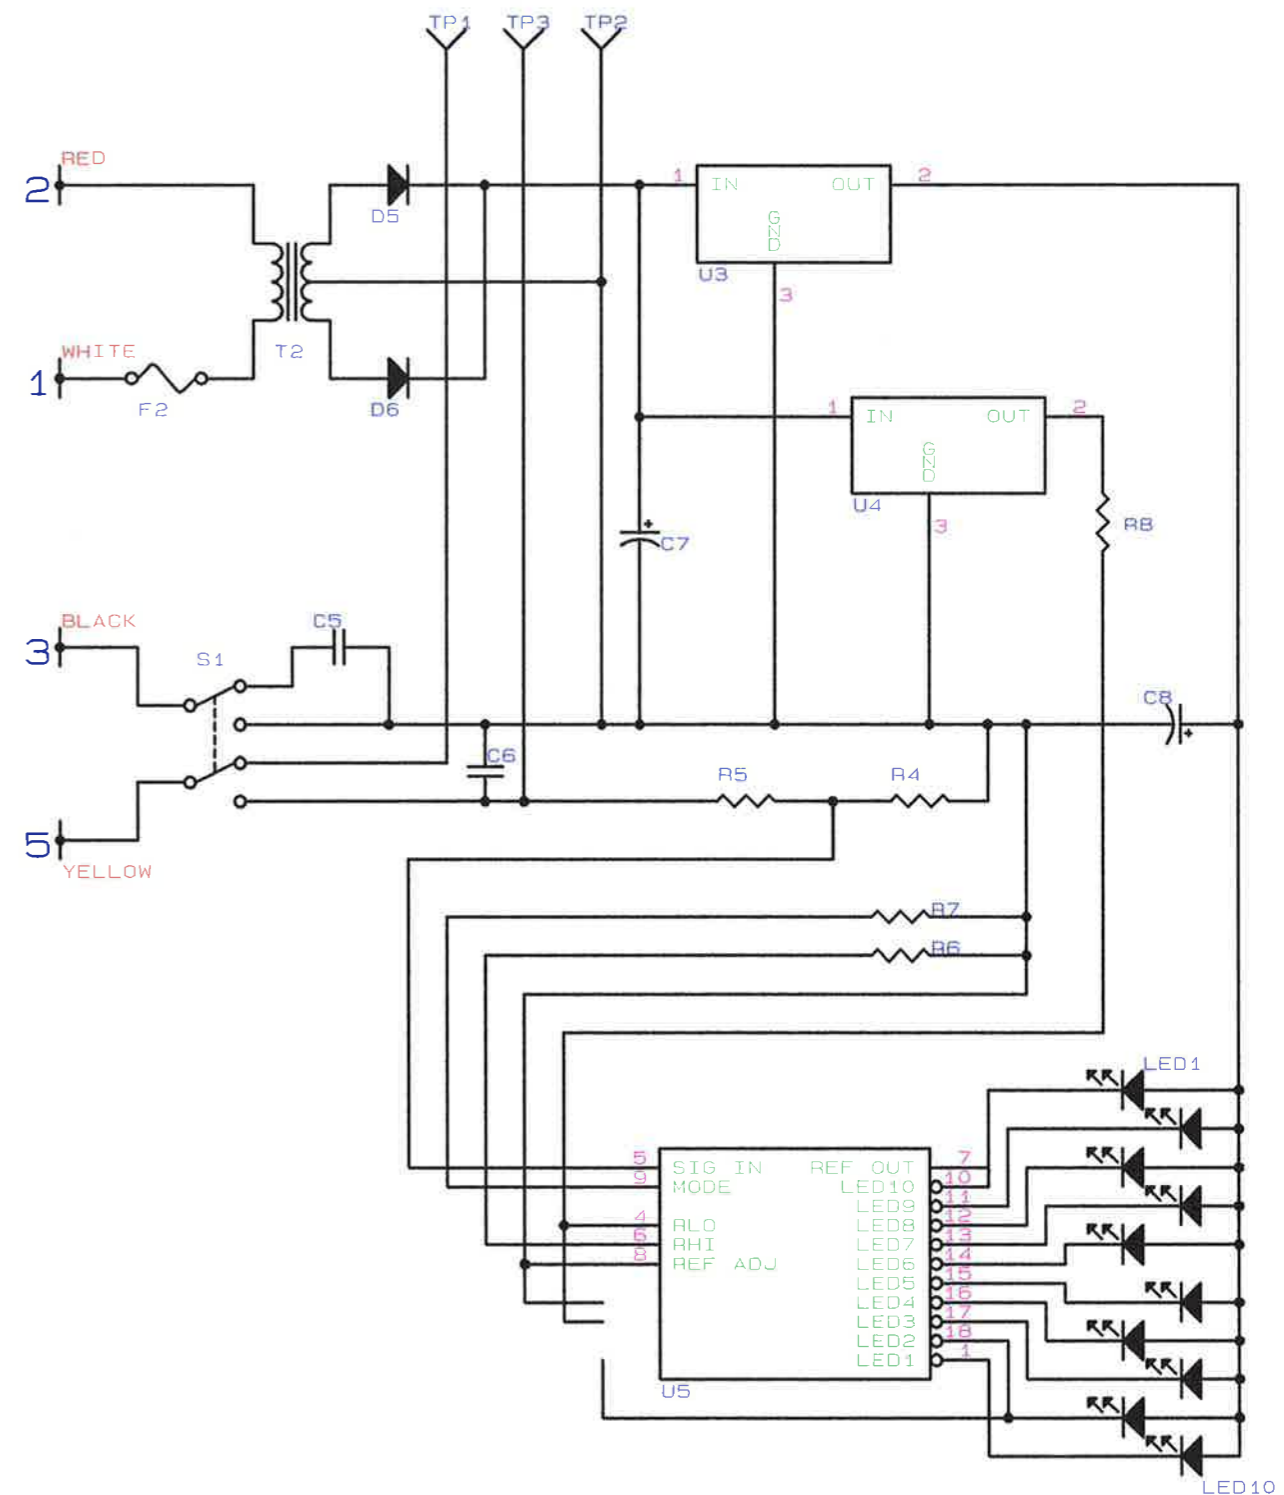 TP1 TP3 TP2
RED
2
1 IN OUT 2
D5
GND
U3
3
WHITE
T2
1
F2
D6
1 IN OUT 2
GND
U4
3
R8
C7
BLACK
C5
3
S1
C8
+
C6
R5 R4
5
YELLOW
R7
R6
LED1
5 SIG IN REF OUT 7
9 MODE LED10 10
LED9 11
4 RLO LED8 12
6 RHI LED7 13
8 REF ADJ LED6 14
LED5 15
LED4 16
LED3 17
LED2 18
LED1 1
U5
LED10